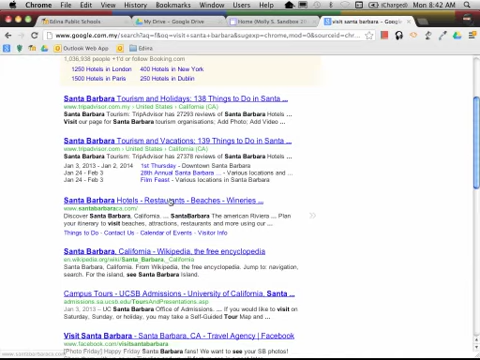 Chrome File Edit View History Bookmarks Window Users Help Mon 8:42 AM
Edina Public Schools My Drive - Google Drive Home (Molly S. Sandbox visit santa barbara - Google
www.google.com.my/search?aq=f&oq=visit+santa+barbara&sugexp=chrome,mod=0&sourceid=chrome
Apps Outlook Web App Edina
1,036,938 people +1'd or follow Booking.com
1250 Hotels in London 400 Hotels in New York
1500 Hotels in Paris 250 Hotels in Dublin
Santa Barbara Tourism and Holidays: 138 Things to Do in Santa ...
www.tripadvisor.com.my › United States › California (CA)
Santa Barbara Tourism: TripAdvisor has 27293 reviews of Santa Barbara Hotels ...
Visit our page for Santa Barbara tourism organisations: Add Photo; Add Video ...
Santa Barbara Tourism and Vacations: 139 Things to Do in Santa ...
www.tripadvisor.com › United States › California (CA)
Santa Barbara Tourism: TripAdvisor has 27378 reviews of Santa Barbara Hotels ...
Jan 3, 2013 - Jan 2, 2014 1st Thursday - Downtown Santa Barbara
Jan 24 - Feb 3 28th Annual Santa Barbara ... - Various locations and ...
Jan 24 - Feb 3 Film Feast - Various locations in Santa Barbara
Santa Barbara Hotels - Restaurants - Beaches - Wineries ...
www.santabarbaraca.com/
Discover Santa Barbara, California. ... SantaBarbara The american Riviera ... Plan
your itinerary to visit beaches, attractions, restaurants and more using our ...
Things to Do - Contact Us - Calendar of Events - Visitor Info
Santa Barbara, California - Wikipedia, the free encyclopedia
en.wikipedia.org/wiki/Santa_Barbara,_California
Santa Barbara, California. From Wikipedia, the free encyclopedia. Jump to: navigation,
search. For the island, see Santa Barbara Island.
Campus Tours - UCSB Admissions - University of California, Santa ...
admissions.sa.ucsb.edu/ToursAndPresentations.asp
Jan 3, 2013 – UC Santa Barbara Office of Admissions. ... If you would like to visit on
Saturday, Sunday, or holiday, you may take a Self-Guided Tour Map and ...
Visit Santa Barbara - Santa Barbara, CA - Travel Agency | Facebook
www.facebook.com/visitsantabarbara
[Photo Friday] Happy Friday Santa Barbara fans! We want to see your SB photos!
www.santabarbaraca.com